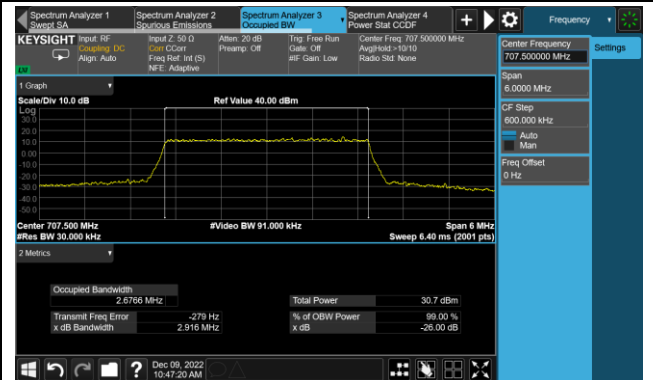 Spectrum Analyzer 1
Swept SA
Spectrum Analyzer 2
Spurious Emissions
Spectrum Analyzer 3
Occupied BW
Spectrum Analyzer 4
Power Stat CCDF
+
Frequency
KEYSIGHT
Input: RF
Coupling: DC
Align: Auto
Input Z: 50 Ω
Corr CCorr
Freq Ref: Int (S)
NFE: Adaptive
Atten: 20 dB
Preamp: Off
Trig: Free Run
Gate: Off
#IF Gain: Low
Center Freq: 707.500000 MHz
Avg|Hold:>10/10
Radio Std: None
Center Frequency
707.500000 MHz
Settings
Span
6.0000 MHz
CF Step
600.000 kHz
Auto
Man
Freq Offset
0 Hz
1 Graph
Scale/Div 10.0 dB
Ref Value 40.00 dBm
Log
30.0
20.0
10.0
0.00
-10.0
-20.0
-30.0
-40.0
-50.0
Center 707.500 MHz
#Video BW 91.000 kHz
Span 6 MHz
#Res BW 30.000 kHz
Sweep 6.40 ms (2001 pts)
2 Metrics
Occupied Bandwidth
2.6766 MHz
Total Power
30.7 dBm
Transmit Freq Error
-279 Hz
% of OBW Power
99.00 %
x dB Bandwidth
2.916 MHz
x dB
-26.00 dB
?
Dec 09, 2022
10:47:20 AM